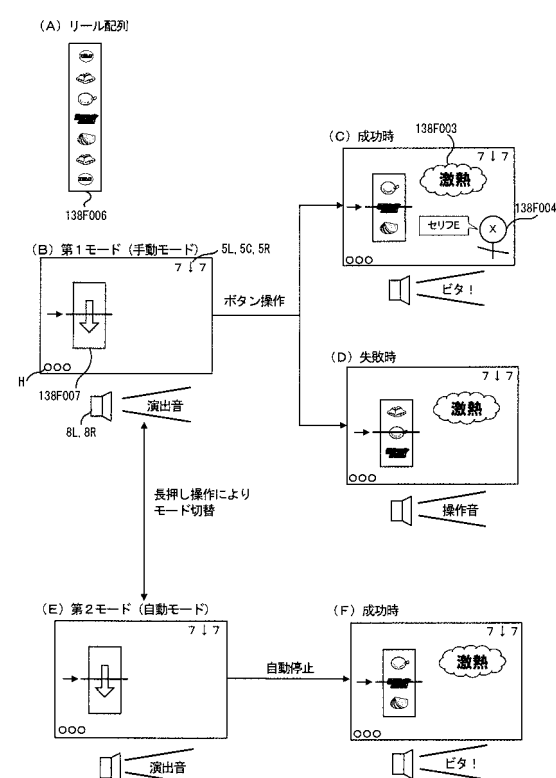 (A) リール配列
138F006
(B) 第1モード (手動モード)
7 ↓ 7
5L, 5C, 5R
H
138F007
8L, 8R
演出音
ボタン操作
(C) 成功時
138F003
7 ↓ 7
激熱
138F004
セリフE
X
ビタ!
(D) 失敗時
7 ↓ 7
激熱
操作音
長押し操作により
モード切替
(E) 第2モード (自動モード)
7 ↓ 7
演出音
自動停止
(F) 成功時
7 ↓ 7
激熱
ビタ!